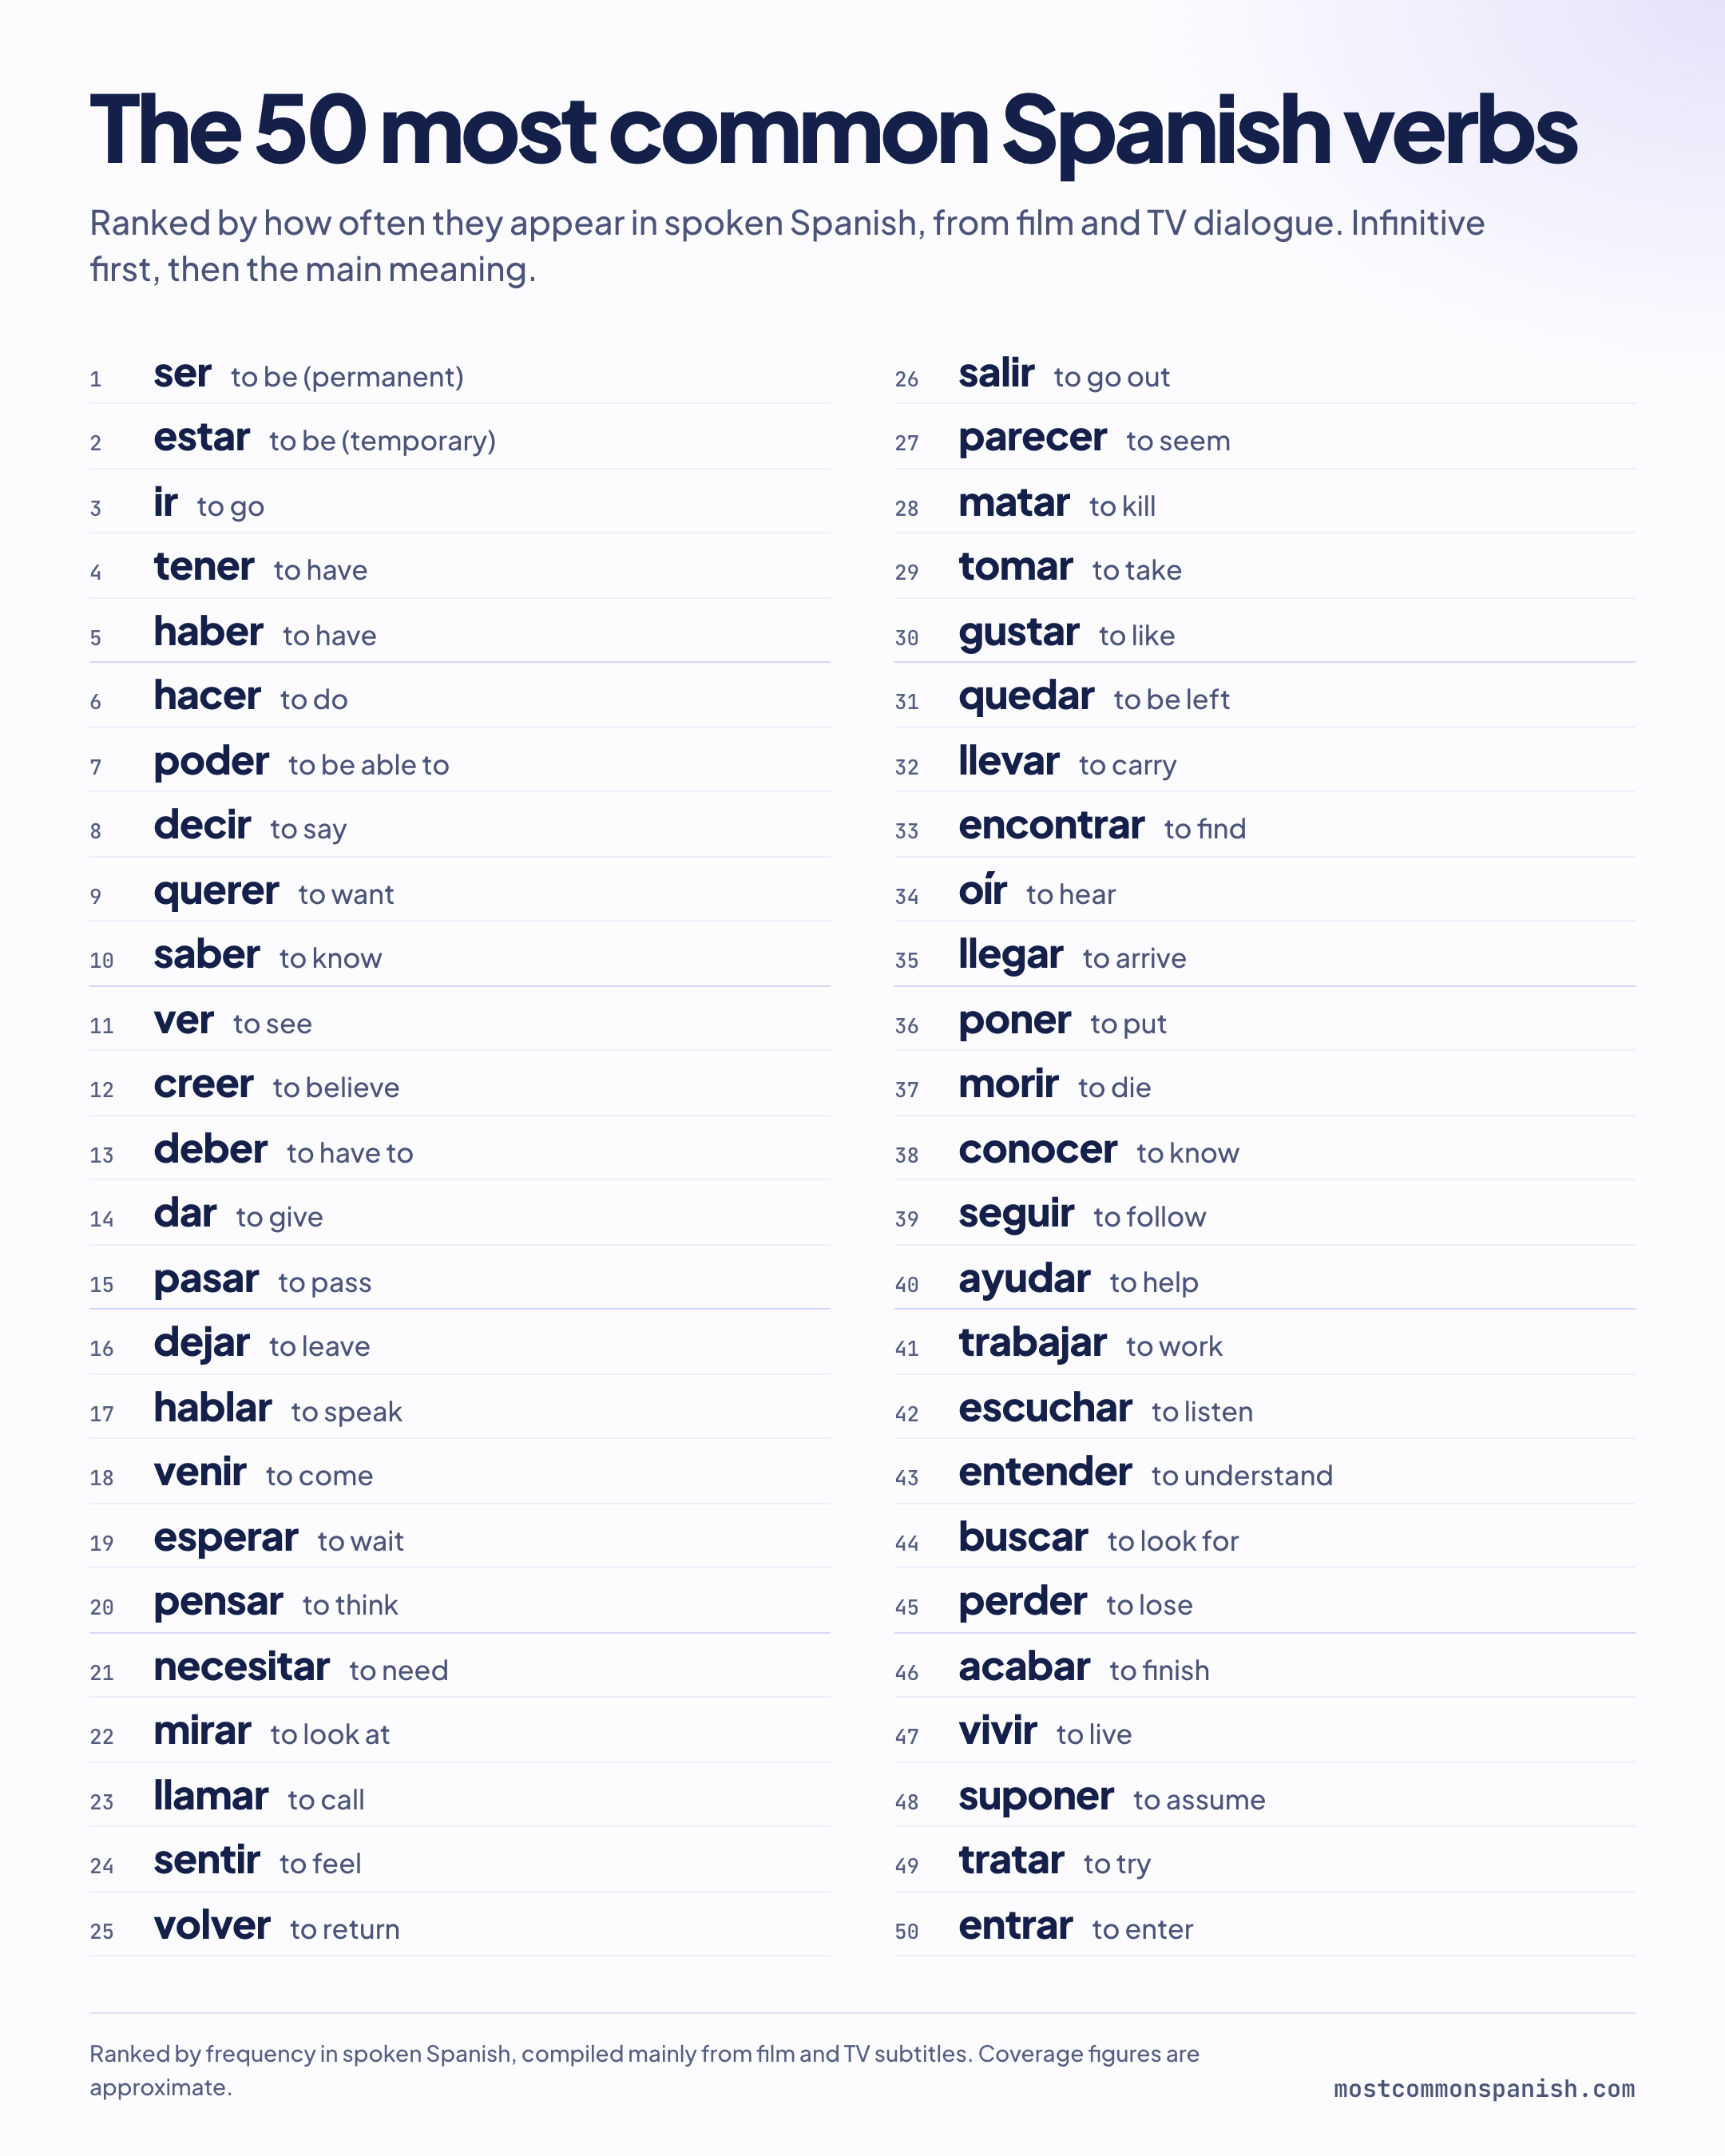 The 50 most common Spanish verbs
Ranked by how often they appear in spoken Spanish, from film and TV dialogue. Infinitive
first, then the main meaning.
1 ser to be (permanent)
2 estar to be (temporary)
3 ir to go
4 tener to have
5 haber to have
6 hacer to do
7 poder to be able to
8 decir to say
9 querer to want
10 saber to know
11 ver to see
12 creer to believe
13 deber to have to
14 dar to give
15 pasar to pass
16 dejar to leave
17 hablar to speak
18 venir to come
19 esperar to wait
20 pensar to think
21 necesitar to need
22 mirar to look at
23 llamar to call
24 sentir to feel
25 volver to return
26 salir to go out
27 parecer to seem
28 matar to kill
29 tomar to take
30 gustar to like
31 quedar to be left
32 llevar to carry
33 encontrar to find
34 oír to hear
35 llegar to arrive
36 poner to put
37 morir to die
38 conocer to know
39 seguir to follow
40 ayudar to help
41 trabajar to work
42 escuchar to listen
43 entender to understand
44 buscar to look for
45 perder to lose
46 acabar to finish
47 vivir to live
48 suponer to assume
49 tratar to try
50 entrar to enter
Ranked by frequency in spoken Spanish, compiled mainly from film and TV subtitles. Coverage figures are
approximate.
mostcommonspanish.com